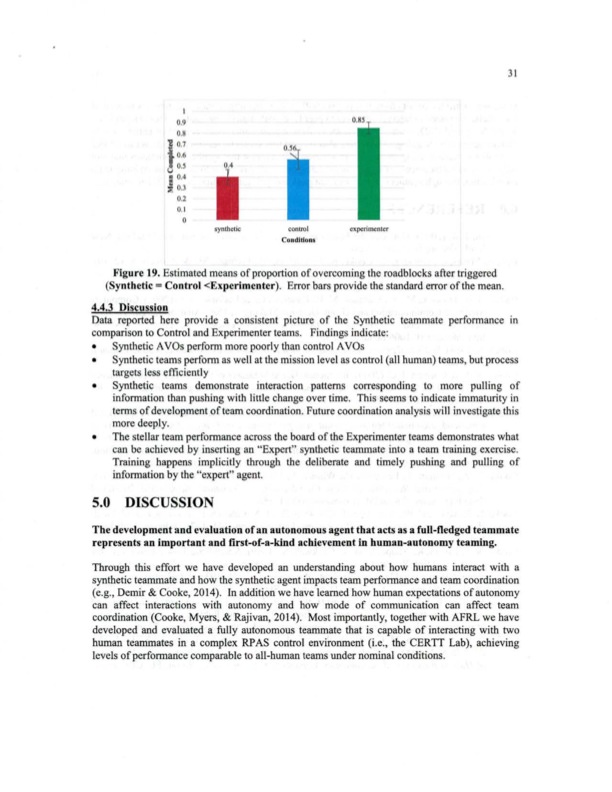 31
1
0.9
0.8
0.7
0.6
0.5
0.4
0.3
0.2
0.1
0
Mean Completed
0.4
0.56
0.85
synthetic control experimenter
Conditions
Figure 19. Estimated means of proportion of overcoming the roadblocks after triggered
(Synthetic = Control <Experimenter). Error bars provide the standard error of the mean.
4.4.3 Discussion
Data reported here provide a consistent picture of the Synthetic teammate performance in
comparison to Control and Experimenter teams. Findings indicate:
• Synthetic AVOs perform more poorly than control AVOs
• Synthetic teams perform as well at the mission level as control (all human) teams, but process
targets less efficiently
• Synthetic teams demonstrate interaction patterns corresponding to more pulling of
information than pushing with little change over time. This seems to indicate immaturity in
terms of development of team coordination. Future coordination analysis will investigate this
more deeply.
• The stellar team performance across the board of the Experimenter teams demonstrates what
can be achieved by inserting an "Expert" synthetic teammate into a team training exercise.
Training happens implicitly through the deliberate and timely pushing and pulling of
information by the "expert" agent.
5.0 DISCUSSION
The development and evaluation of an autonomous agent that acts as a full-fledged teammate
represents an important and first-of-a-kind achievement in human-autonomy teaming.
Through this effort we have developed an understanding about how humans interact with a
synthetic teammate and how the synthetic agent impacts team performance and team coordination
(e.g., Demir & Cooke, 2014). In addition we have learned how human expectations of autonomy
can affect interactions with autonomy and how mode of communication can affect team
coordination (Cooke, Myers, & Rajivan, 2014). Most importantly, together with AFRL we have
developed and evaluated a fully autonomous teammate that is capable of interacting with two
human teammates in a complex RPAS control environment (i.e., the CERTT Lab), achieving
levels of performance comparable to all-human teams under nominal conditions.